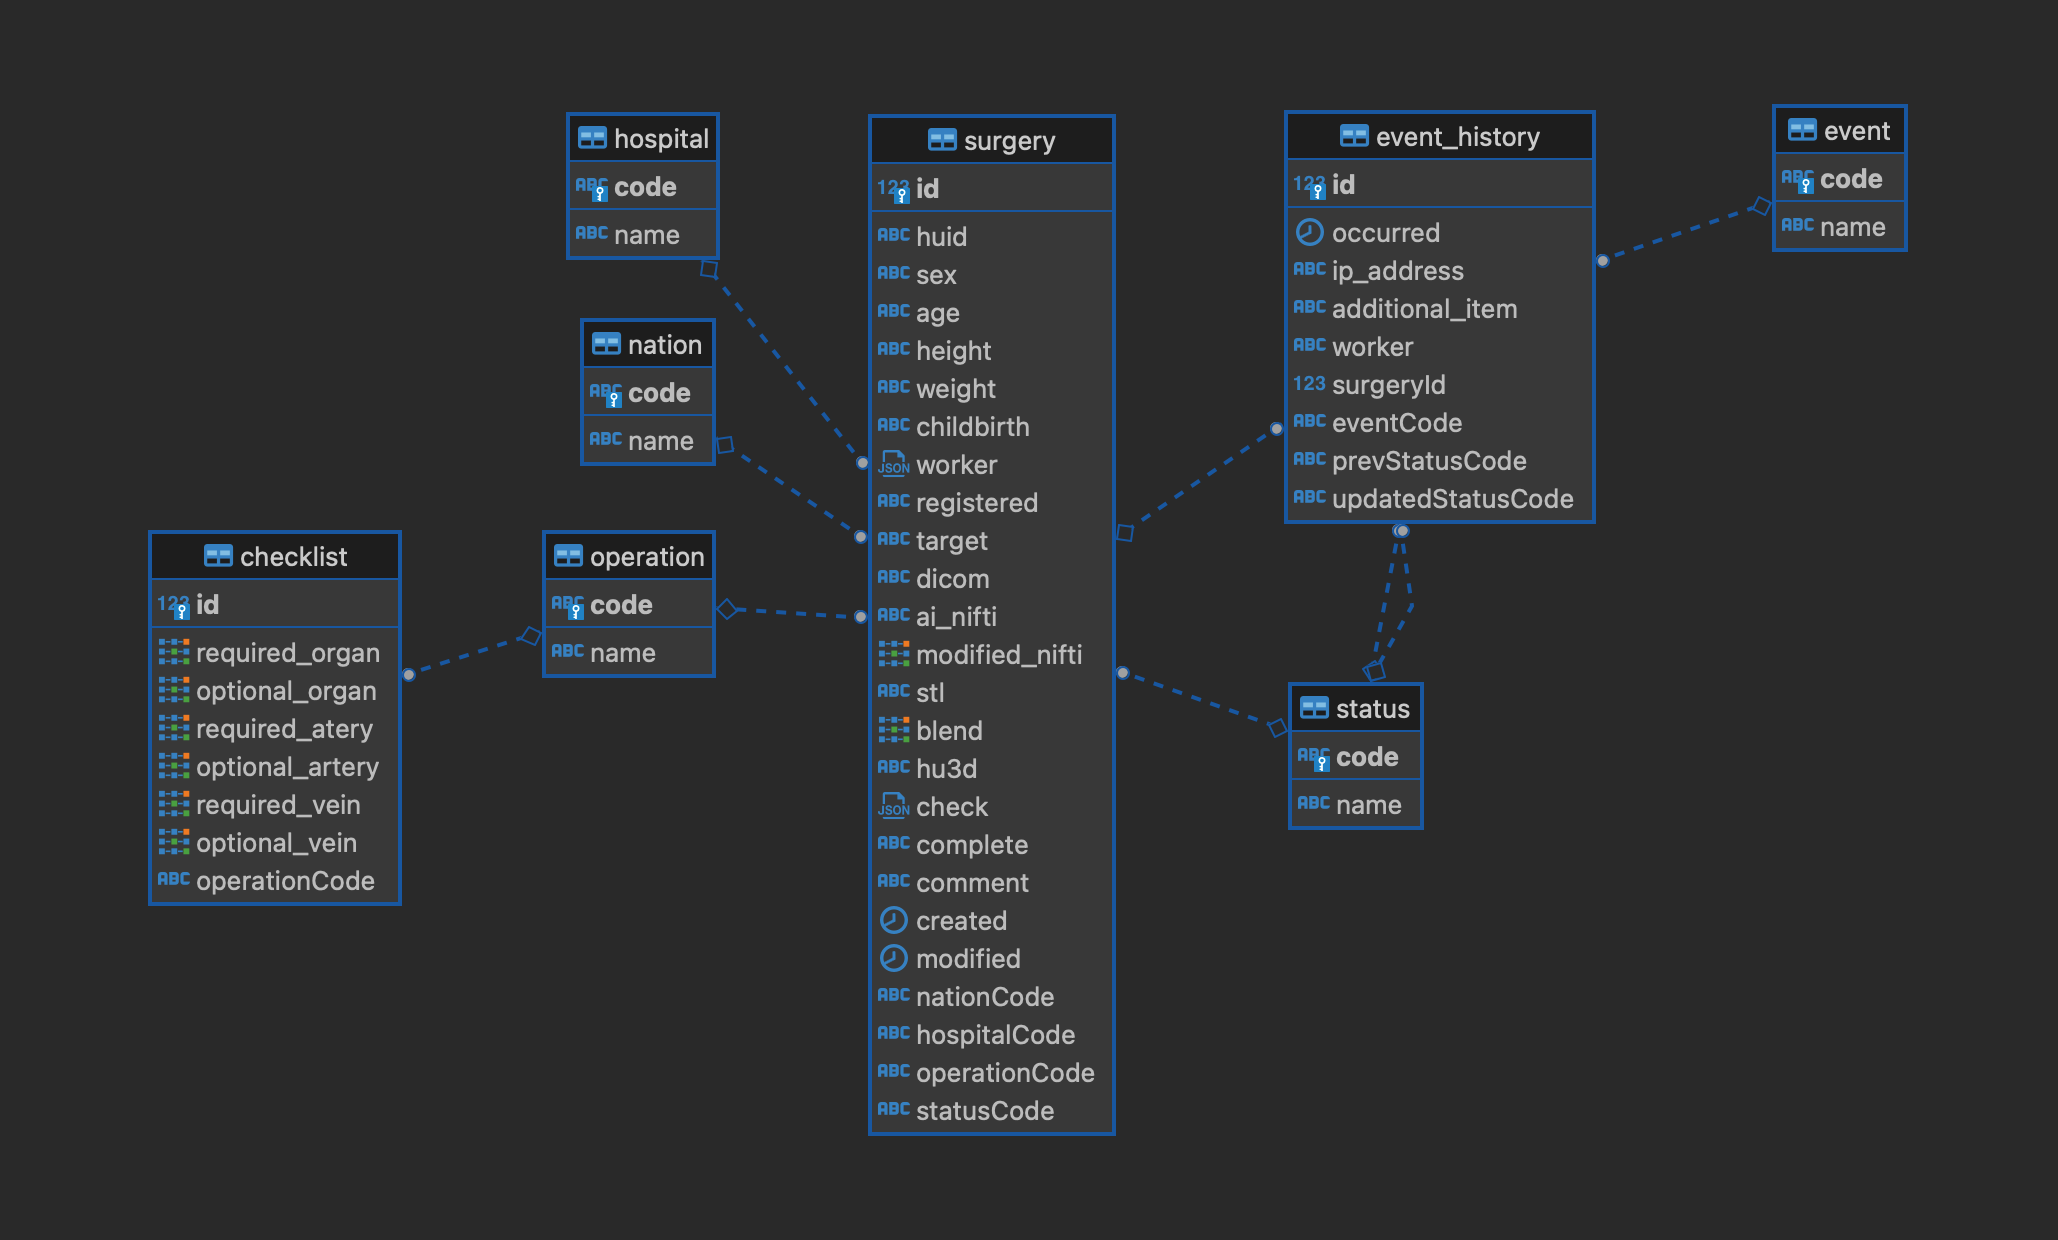 hospital
code
name
nation
code
name
checklist
id
required_organ
optional_organ
required_atery
optional_artery
required_vein
optional_vein
operationCode
operation
code
name
surgery
id
huid
sex
age
height
weight
childbirth
worker
registered
target
dicom
ai_nifti
modified_nifti
stl
blend
hu3d
check
complete
comment
created
modified
nationCode
hospitalCode
operationCode
statusCode
event_history
id
occurred
ip_address
additional_item
worker
surgeryId
eventCode
prevStatusCode
updatedStatusCode
status
code
name
event
code
name